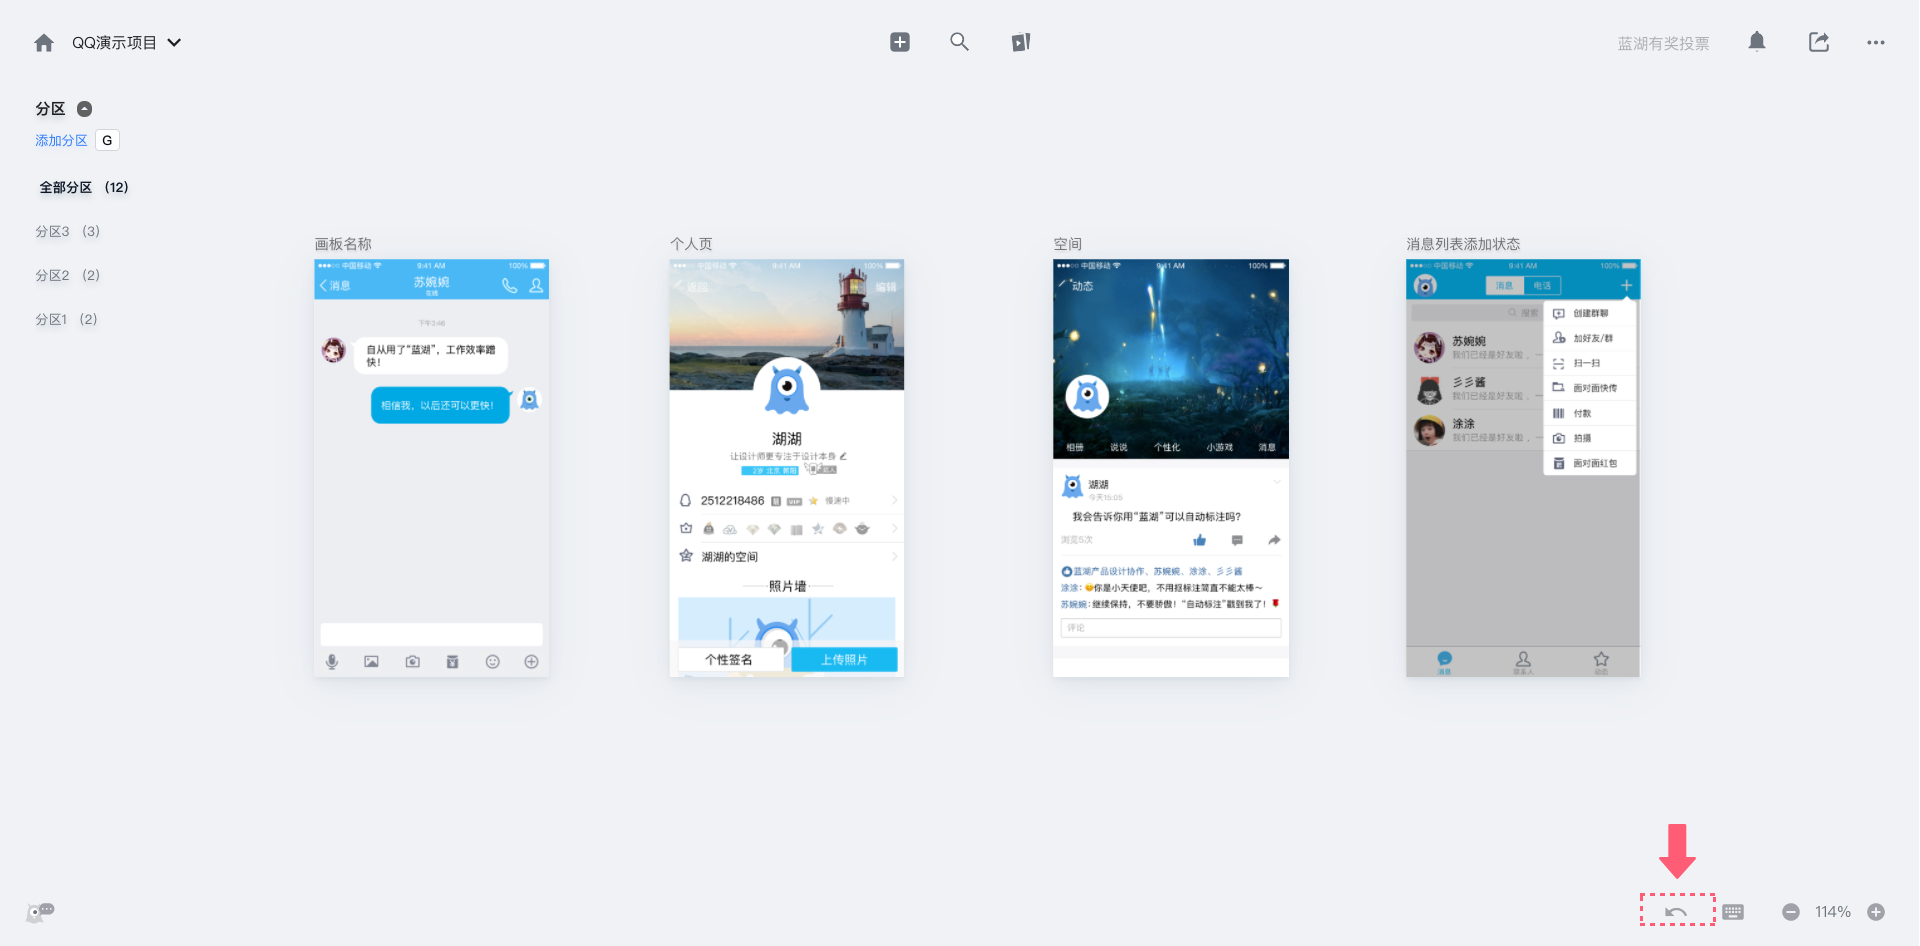 QQ演示项目
蓝湖有奖投票
分区
添加分区 G
全部分区 (12)
分区3 (3)
分区2 (2)
分区1 (2)
画板名称
中国移动 9:41 AM 100%
消息 苏婉婉
在线
下午2:48
自从用了“蓝湖”，工作效率蹭
快！
相信我，以后还可以更快！
个人页
中国移动 9:41 AM 100%
返回 编辑
湖湖
让设计师更专注于设计本身
2岁 北京 朝阳
2512218486 VIP 慢速中
湖湖的空间
照片墙
个性签名 上传照片
空间
中国移动 9:41 AM 100%
动态
相册 说说 个性化 小游戏 消息
湖湖
今天15:05
我会告诉你用“蓝湖”可以自动标注吗？
浏览5次
蓝湖产品设计协作、苏婉婉、涂涂、彡彡酱
涂涂：你是小天使吧，不用抠标注简直不能太棒～
苏婉婉：继续保持，不要骄傲！“自动标注”戳到我了！
评论
消息列表添加状态
中国移动 9:41 AM 100%
消息 电话
搜索
创建群聊
加好友/群
扫一扫
面对面快传
付款
拍摄
面对面红包
苏婉婉
我们已经是好友啦，
彡彡酱
我们已经是好友啦，
涂涂
我们已经是好友啦，
消息 联系人 动态
114%